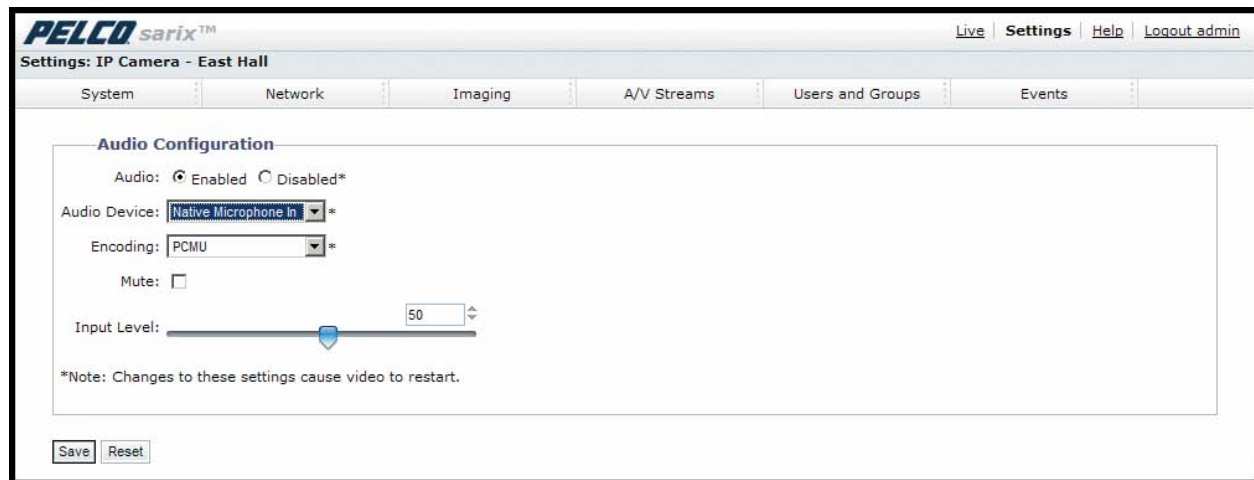 PELCO sarix™
Live Settings Help Logout admin
Settings: IP Camera - East Hall
System Network Imaging A/V Streams Users and Groups Events
Audio Configuration
Audio: Enabled Disabled*
Audio Device: Native Microphone In *
Encoding: PCMU *
Mute:
50
Input Level:
*Note: Changes to these settings cause video to restart.
Save Reset